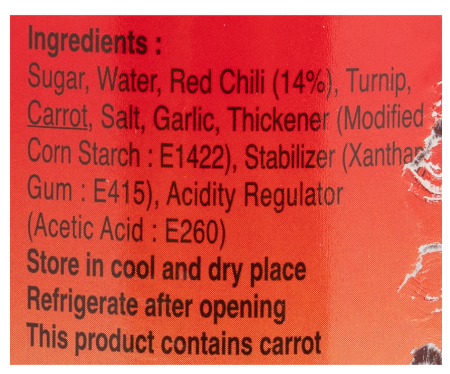 Ingredients :
Sugar, Water, Red Chili (14%), Turnip,
Carrot, Salt, Garlic, Thickener (Modified
Corn Starch : E1422), Stabilizer (Xanthan
Gum : E415), Acidity Regulator
(Acetic Acid : E260)
Store in cool and dry place
Refrigerate after opening
This product contains carrot